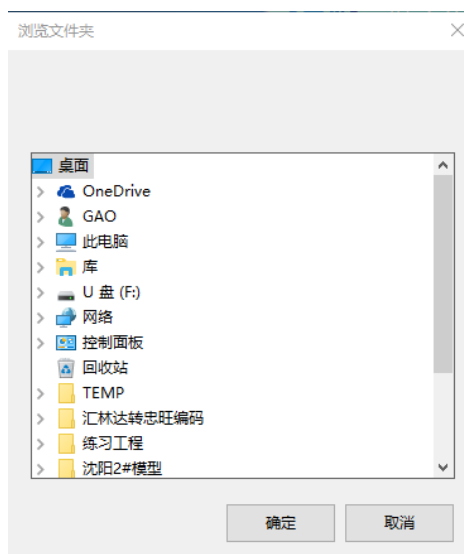 浏览文件夹
桌面
OneDrive
GAO
此电脑
库
U 盘 (F:)
网络
控制面板
回收站
TEMP
汇林达转忠旺编码
练习工程
沈阳2#模型
确定
取消